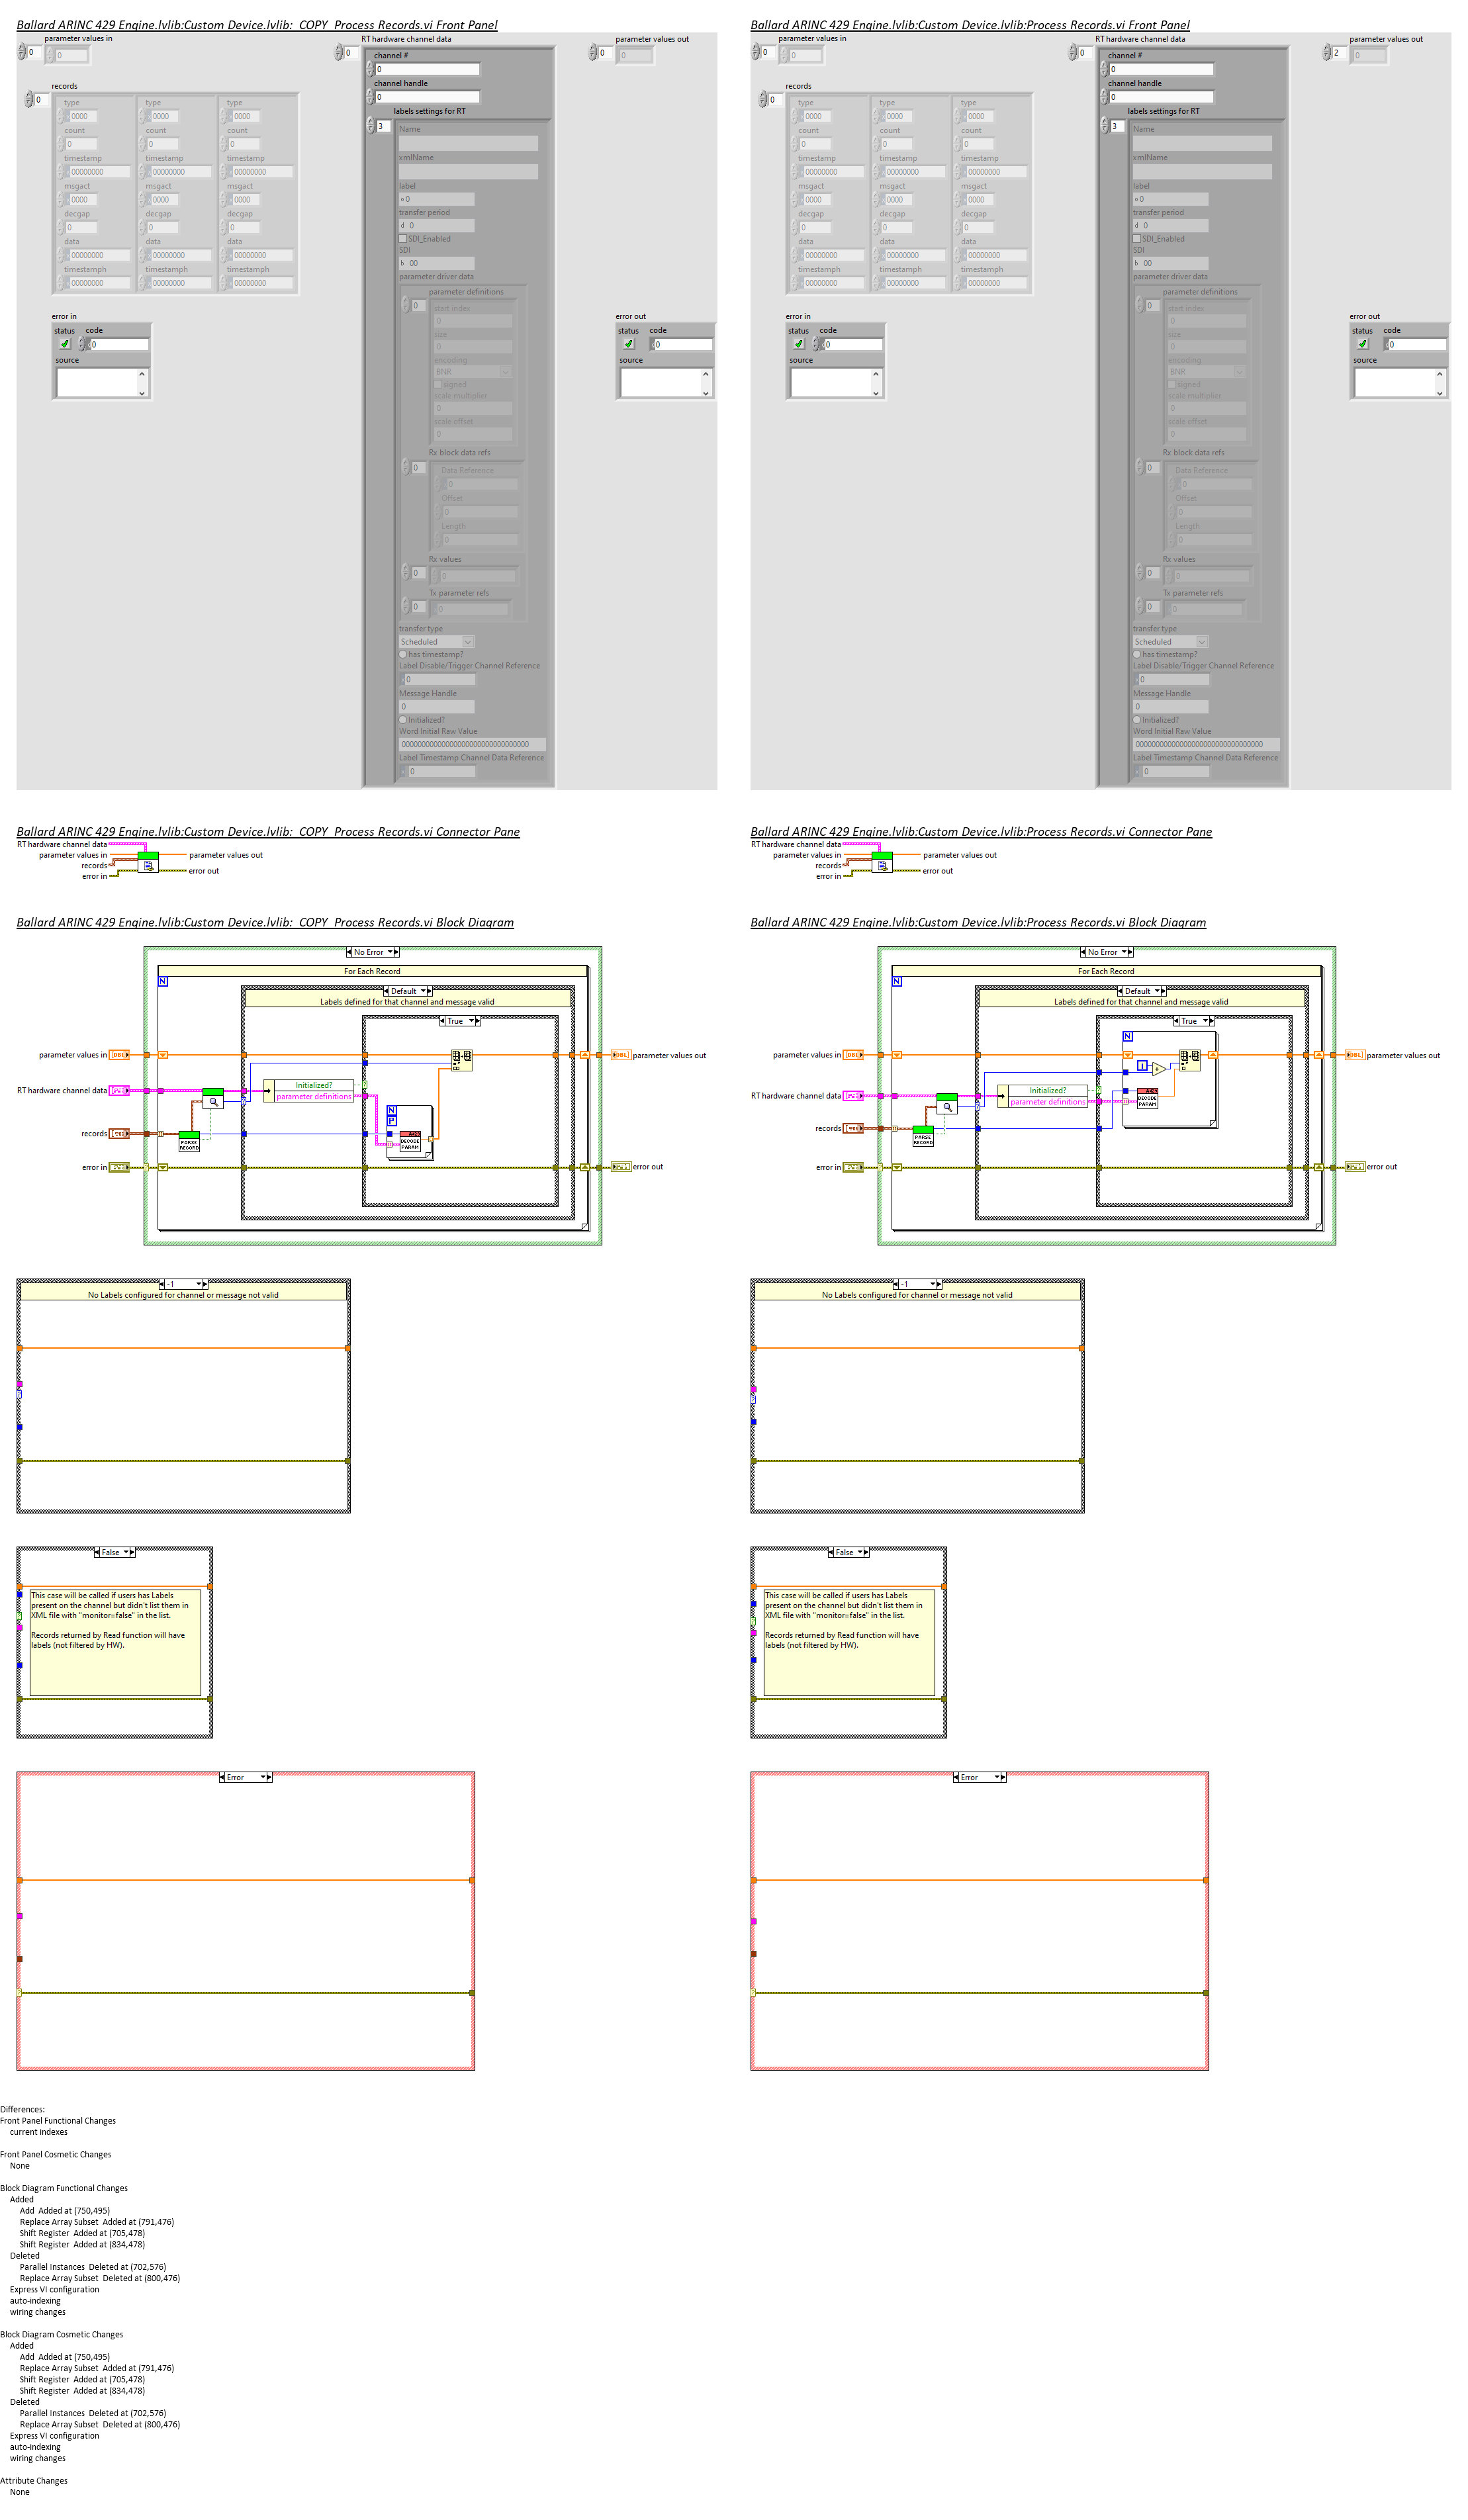 Ballard ARINC 429 Engine.lvlib:Custom Device.lvlib:_COPY_Process Records.vi Front Panel
parameter values in
0
0
RT hardware channel data
0
channel #
0
channel handle
0
labels settings for RT
3
Name
xmlName
label
o 0
transfer period
d 0
SDI_Enabled
SDI
b 00
parameter driver data
parameter definitions
0
start index
0
size
0
encoding
BNR
signed
scale multiplier
0
scale offset
0
Rx block data refs
0
Data Reference
0
Offset
0
Length
0
Rx values
0
0
Tx parameter refs
0
0
transfer type
Scheduled
has timestamp?
Label Disable/Trigger Channel Reference
0
Message Handle
0
Initialized?
Word Initial Raw Value
00000000000000000000000000000000
Label Timestamp Channel Data Reference
0
parameter values out
0
0
records
0
type type type
0000 0000 0000
count count count
0 0 0
timestamp timestamp timestamp
00000000 00000000 00000000
msgact msgact msgact
0000 0000 0000
decgap decgap decgap
0 0 0
data data data
00000000 00000000 00000000
timestamph timestamph timestamph
00000000 00000000 00000000
error in
status code
0
source
error out
status code
0
source
Ballard ARINC 429 Engine.lvlib:Custom Device.lvlib:Process Records.vi Front Panel
parameter values in
0
0
RT hardware channel data
0
channel #
0
channel handle
0
labels settings for RT
3
Name
xmlName
label
o 0
transfer period
d 0
SDI_Enabled
SDI
b 00
parameter driver data
parameter definitions
0
start index
0
size
0
encoding
BNR
signed
scale multiplier
0
scale offset
0
Rx block data refs
0
Data Reference
0
Offset
0
Length
0
Rx values
0
0
Tx parameter refs
0
0
transfer type
Scheduled
has timestamp?
Label Disable/Trigger Channel Reference
0
Message Handle
0
Initialized?
Word Initial Raw Value
00000000000000000000000000000000
Label Timestamp Channel Data Reference
0
parameter values out
2
0
records
0
type type type
0000 0000 0000
count count count
0 0 0
timestamp timestamp timestamp
00000000 00000000 00000000
msgact msgact msgact
0000 0000 0000
decgap decgap decgap
0 0 0
data data data
00000000 00000000 00000000
timestamph timestamph timestamph
00000000 00000000 00000000
error in
status code
0
source
error out
status code
0
source
Ballard ARINC 429 Engine.lvlib:Custom Device.lvlib:_COPY_Process Records.vi Connector Pane
RT hardware channel data
parameter values in
records
error in
parameter values out
error out
Ballard ARINC 429 Engine.lvlib:Custom Device.lvlib:Process Records.vi Connector Pane
RT hardware channel data
parameter values in
records
error in
parameter values out
error out
Ballard ARINC 429 Engine.lvlib:Custom Device.lvlib:_COPY_Process Records.vi Block Diagram
No Error
For Each Record
N
Default
Labels defined for that channel and message valid
True
parameter values in
DBL
DBL
parameter values out
RT hardware channel data
Initialized?
parameter definitions
N
P
A429
DECODE
PARAM
records
PARSE
RECORD
error in
error out
Ballard ARINC 429 Engine.lvlib:Custom Device.lvlib:Process Records.vi Block Diagram
No Error
For Each Record
N
Default
Labels defined for that channel and message valid
True
N
parameter values in
DBL
DBL
parameter values out
i
RT hardware channel data
Initialized?
parameter definitions
A429
DECODE
PARAM
records
PARSE
RECORD
error in
error out
-1
No Labels configured for channel or message not valid
-1
No Labels configured for channel or message not valid
False
This case will be called if users has Labels
present on the channel but didn't list them in
XML file with "monitor=false" in the list.
Records returned by Read function will have
labels (not filtered by HW).
False
This case will be called if users has Labels
present on the channel but didn't list them in
XML file with "monitor=false" in the list.
Records returned by Read function will have
labels (not filtered by HW).
Error
Error
Differences:
Front Panel Functional Changes
current indexes
Front Panel Cosmetic Changes
None
Block Diagram Functional Changes
Added
Add Added at (750,495)
Replace Array Subset Added at (791,476)
Shift Register Added at (705,478)
Shift Register Added at (834,478)
Deleted
Parallel Instances Deleted at (702,576)
Replace Array Subset Deleted at (800,476)
Express VI configuration
auto-indexing
wiring changes
Block Diagram Cosmetic Changes
Added
Add Added at (750,495)
Replace Array Subset Added at (791,476)
Shift Register Added at (705,478)
Shift Register Added at (834,478)
Deleted
Parallel Instances Deleted at (702,576)
Replace Array Subset Deleted at (800,476)
Express VI configuration
auto-indexing
wiring changes
Attribute Changes
None